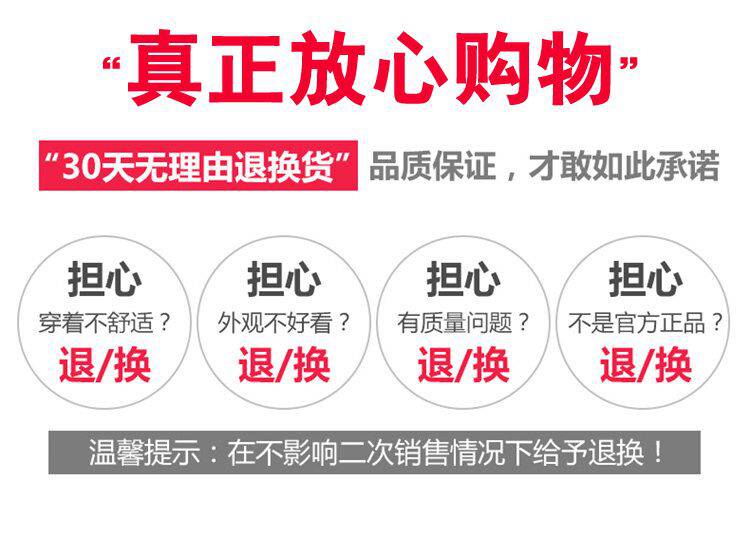 “真正放心购物”
“30天无理由退换货” 品质保证，才敢如此承诺
担心
穿着不舒适？
退/换
担心
外观不好看？
退/换
担心
有质量问题？
退/换
担心
不是官方正品？
退/换
温馨提示：在不影响二次销售情况下给予退换！